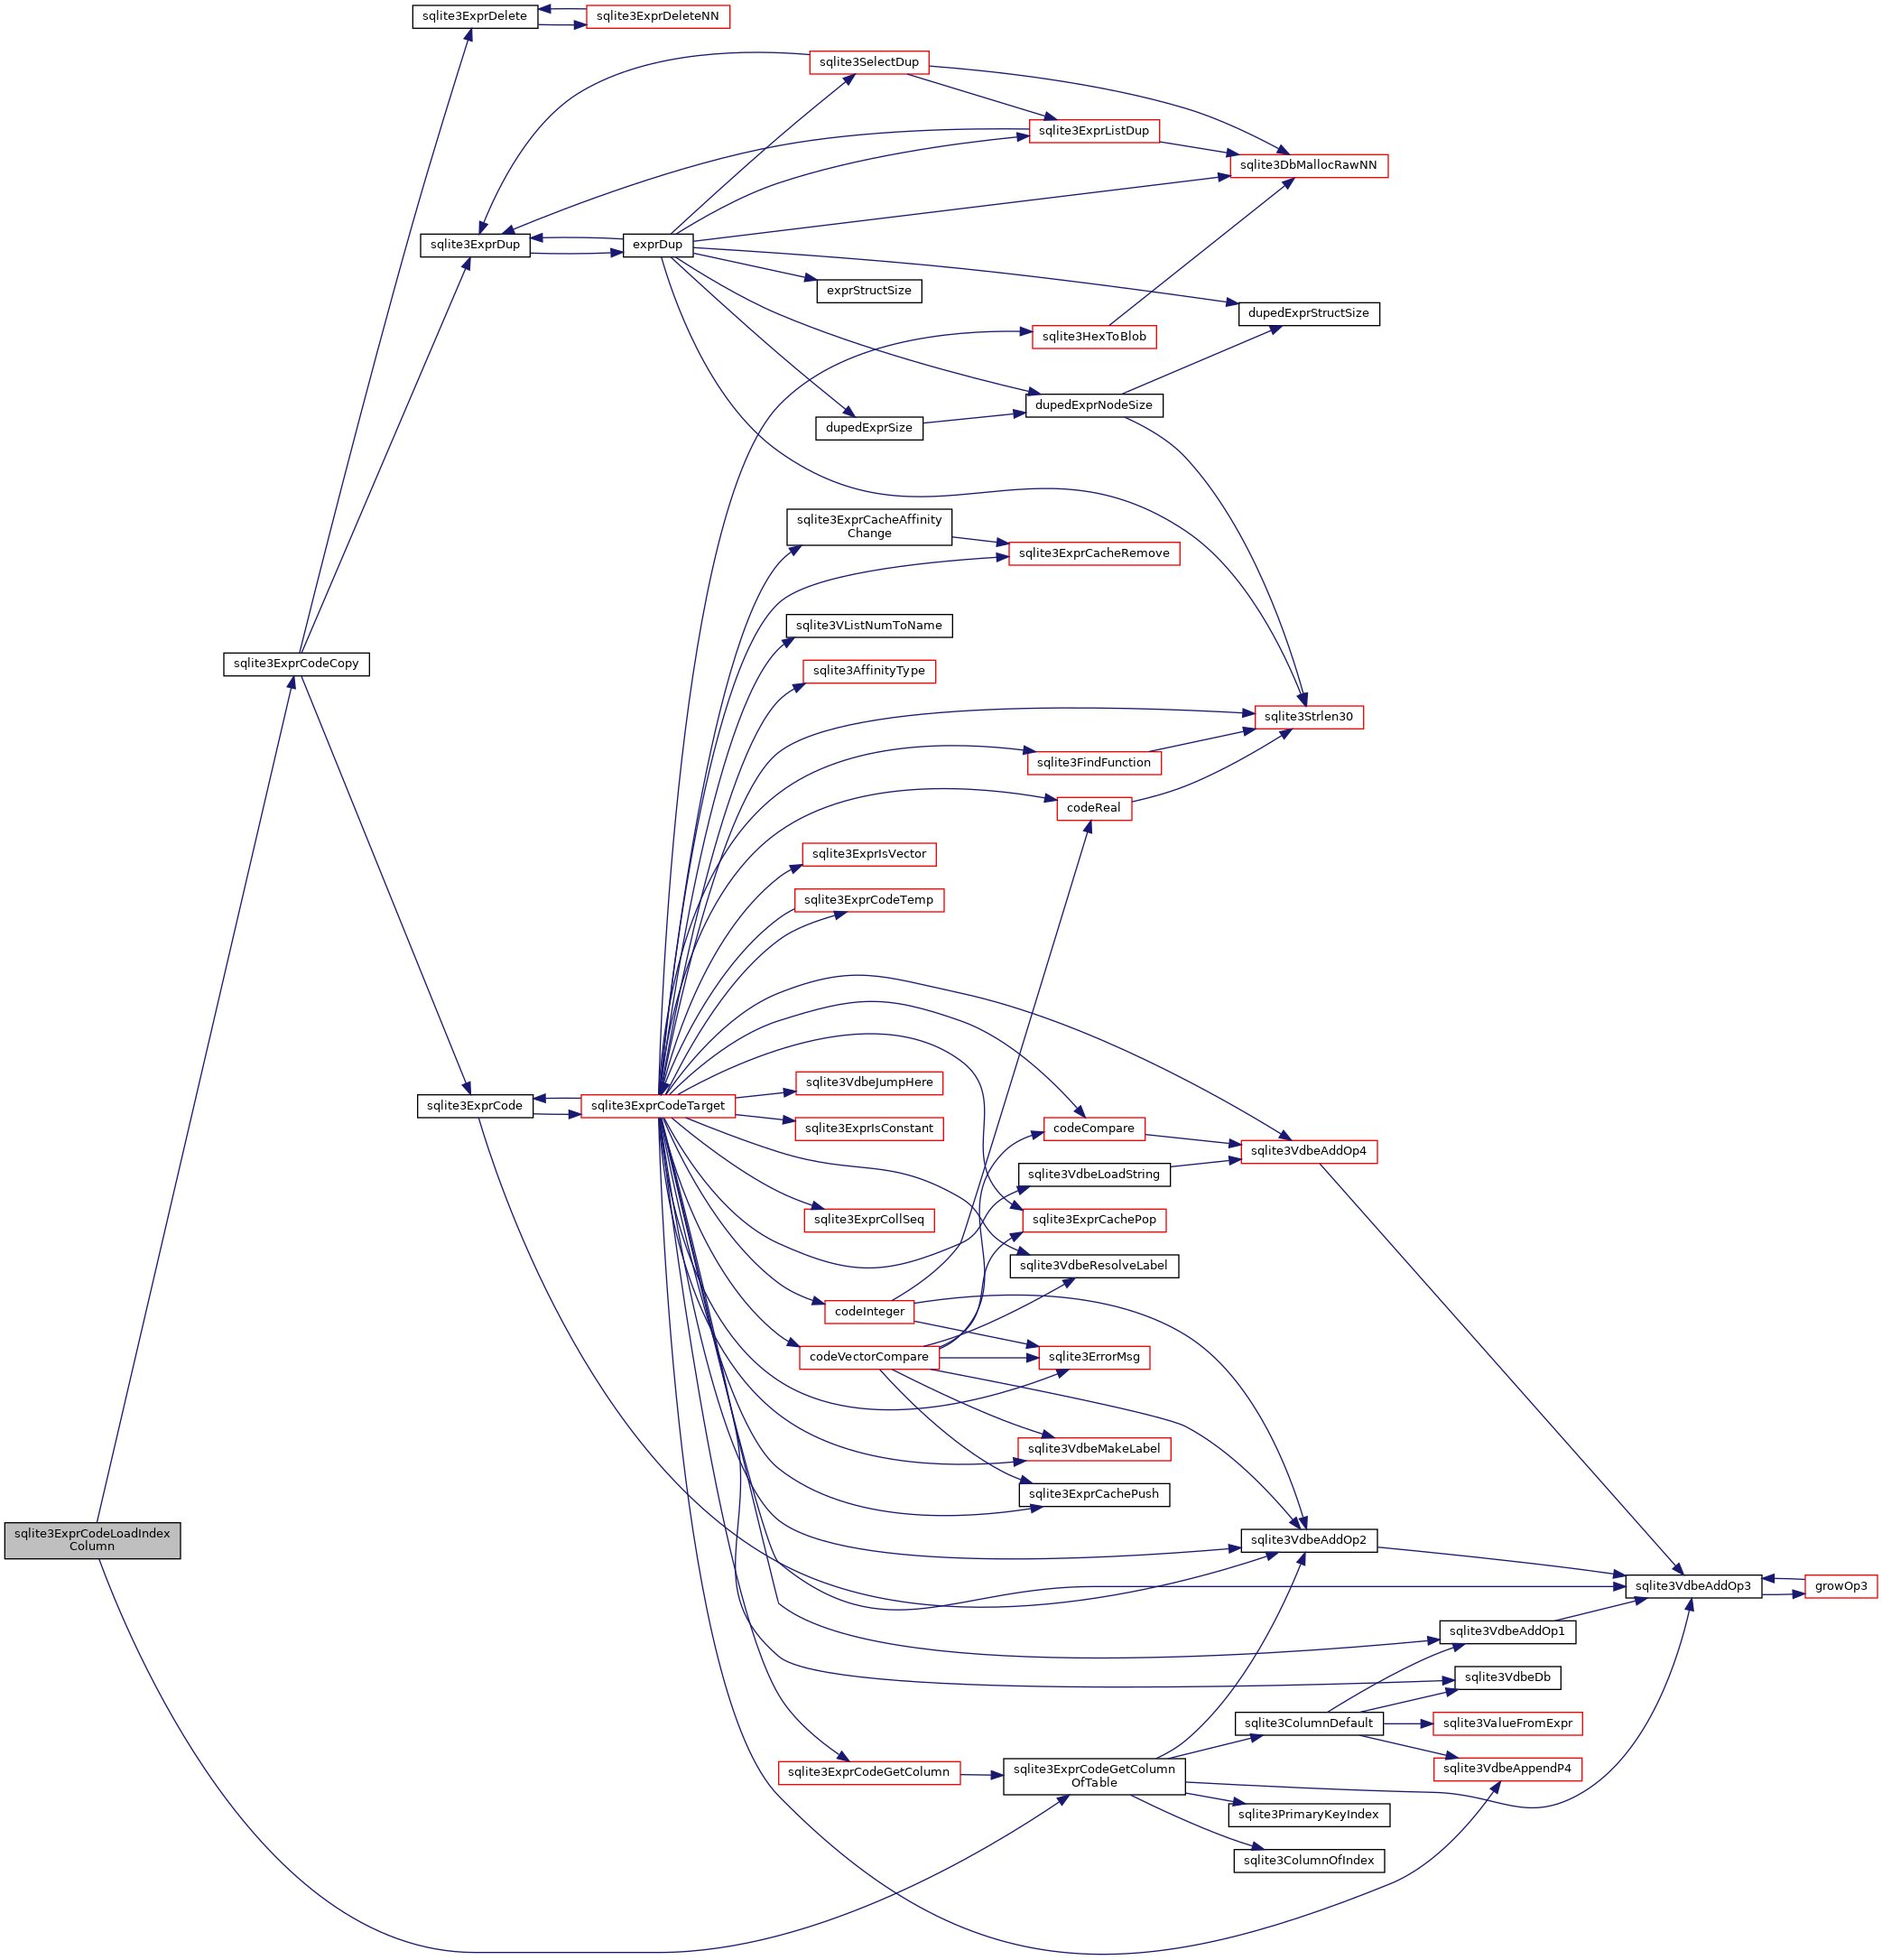 sqlite3ExprDelete
sqlite3ExprDeleteNN
sqlite3SelectDup
sqlite3ExprListDup
sqlite3DbMallocRawNN
sqlite3ExprDup
exprDup
exprStructSize
dupedExprStructSize
sqlite3HexToBlob
dupedExprNodeSize
dupedExprSize
sqlite3ExprCacheAffinity
Change
sqlite3ExprCacheRemove
sqlite3VListNumToName
sqlite3ExprCodeCopy
sqlite3AffinityType
sqlite3Strlen30
sqlite3FindFunction
codeReal
sqlite3ExprIsVector
sqlite3ExprCodeTemp
sqlite3VdbeJumpHere
sqlite3ExprCode
sqlite3ExprCodeTarget
sqlite3ExprIsConstant
codeCompare
sqlite3VdbeAddOp4
sqlite3VdbeLoadString
sqlite3ExprCollSeq
sqlite3ExprCachePop
sqlite3VdbeResolveLabel
codeInteger
codeVectorCompare
sqlite3ErrorMsg
sqlite3VdbeMakeLabel
sqlite3ExprCachePush
sqlite3ExprCodeLoadIndex
Column
sqlite3VdbeAddOp2
sqlite3VdbeAddOp3
growOp3
sqlite3VdbeAddOp1
sqlite3VdbeDb
sqlite3ColumnDefault
sqlite3ValueFromExpr
sqlite3ExprCodeGetColumn
sqlite3ExprCodeGetColumn
OfTable
sqlite3VdbeAppendP4
sqlite3PrimaryKeyIndex
sqlite3ColumnOfIndex